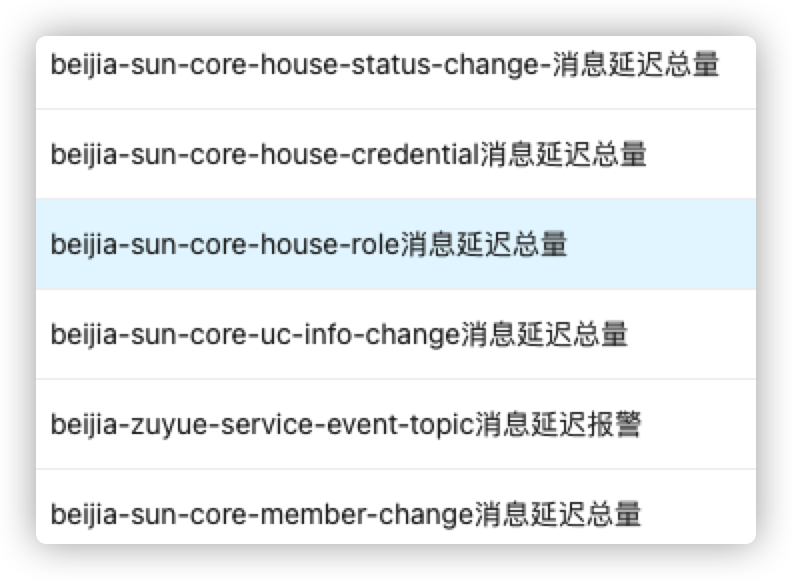 beijia-sun-core-house-status-change-消息延迟总量
beijia-sun-core-house-credential消息延迟总量
beijia-sun-core-house-role消息延迟总量
beijia-sun-core-uc-info-change消息延迟总量
beijia-zuyue-service-event-topic消息延迟报警
beijia-sun-core-member-change消息延迟总量